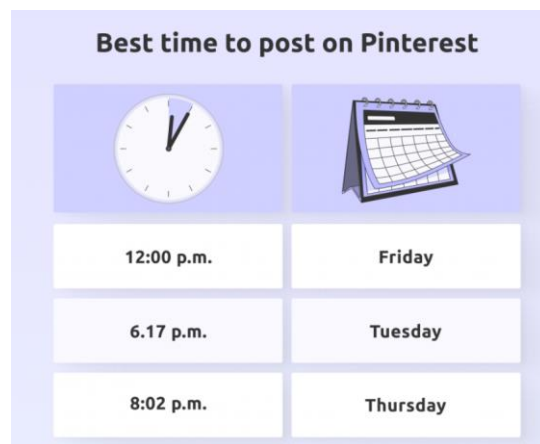 Best time to post on Pinterest
12:00 p.m. Friday
6.17 p.m. Tuesday
8:02 p.m. Thursday